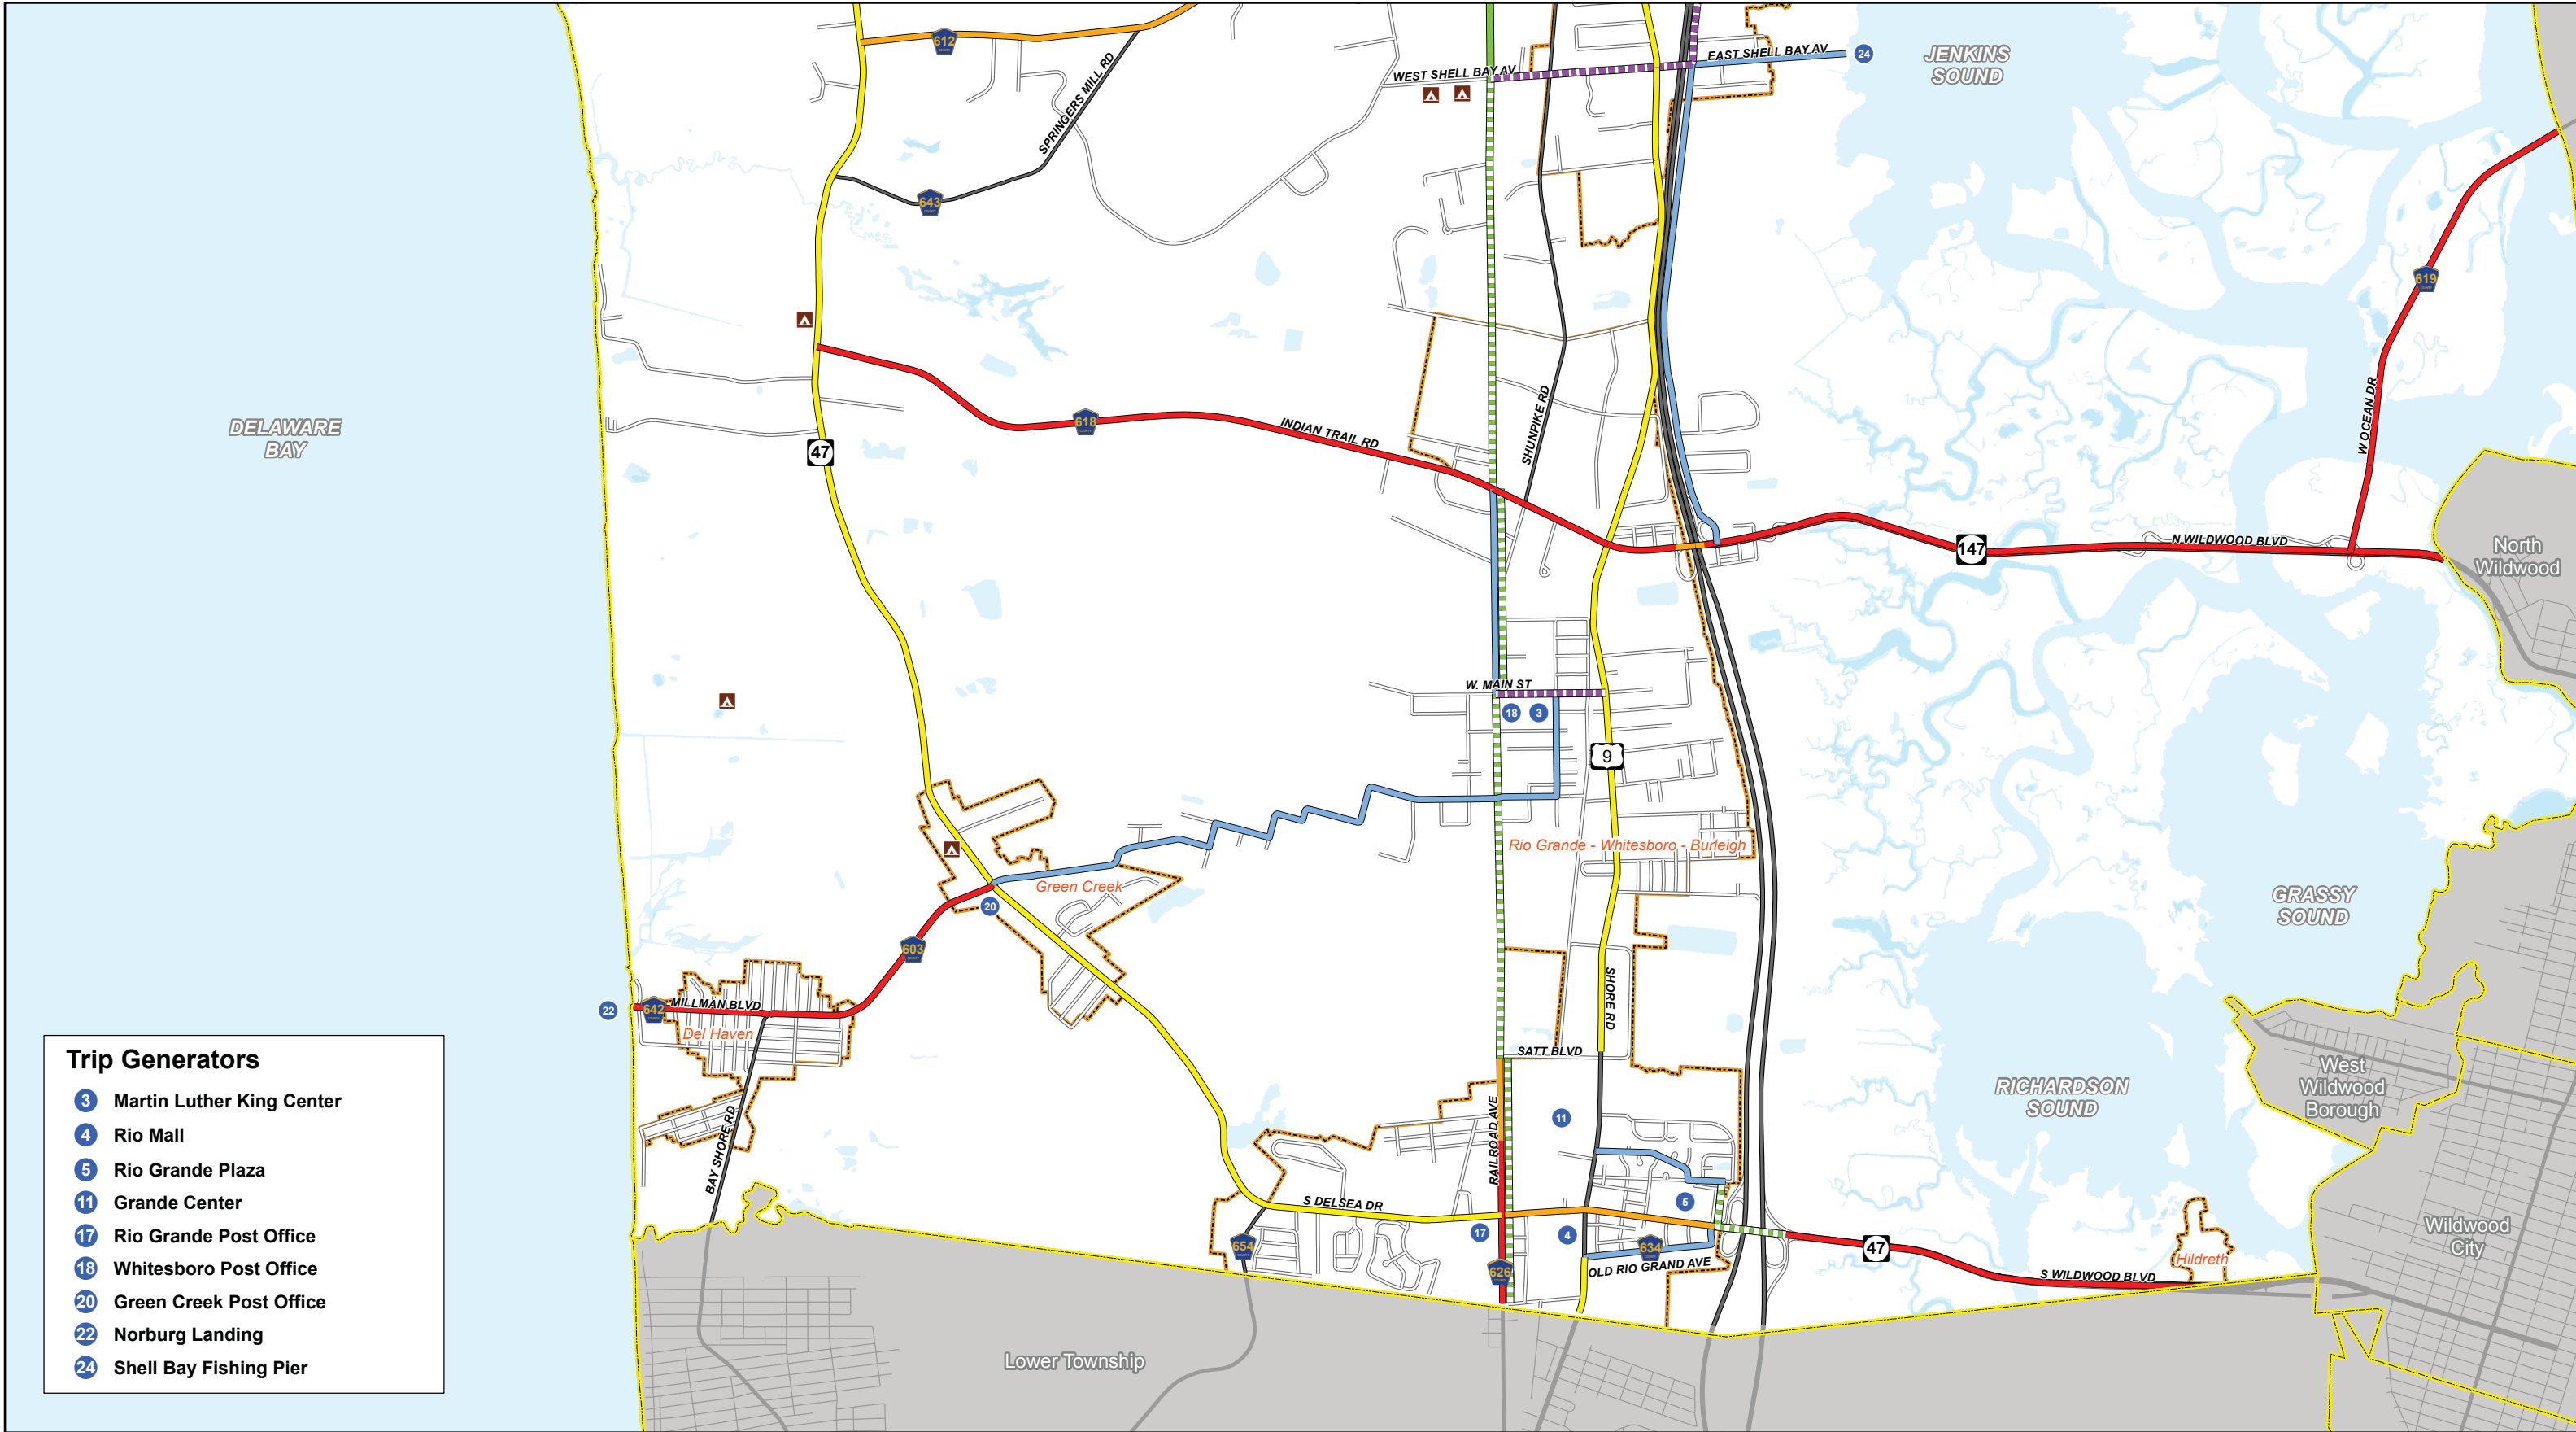 612
SPRINGERS MILL RD
643
WEST SHELL BAY AV
EAST SHELL BAY AV
24
JENKINS
SOUND
619
W OCEAN DR
DELAWARE
BAY
47
618
INDIAN TRAIL RD
SHUNPIKE RD
147
N WILDWOOD BLVD
North
Wildwood
W. MAIN ST
18
3
9
Rio Grande - Whitesboro - Burleigh
Green Creek
20
603
GRASSY
SOUND
22
642
MILLMAN BLVD
Del Haven
BAY SHORE RD
SHORE RD
SATT BLVD
RAILROAD AVE
11
RICHARDSON
SOUND
West
Wildwood
Borough
S DELSEA DR
5
17
4
654
634
626
OLD RIO GRAND AVE
47
S WILDWOOD BLVD
Hildreth
Wildwood
City
Lower Township
Trip Generators
3 Martin Luther King Center
4 Rio Mall
5 Rio Grande Plaza
11 Grande Center
17 Rio Grande Post Office
18 Whitesboro Post Office
20 Green Creek Post Office
22 Norburg Landing
24 Shell Bay Fishing Pier